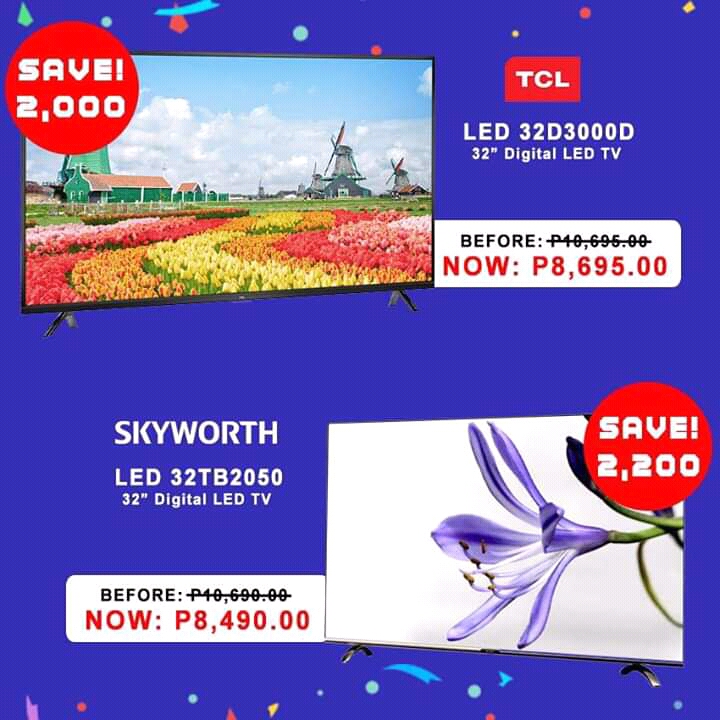 SAVE!
2,000
TCL
LED 32D3000D
32” Digital LED TV
BEFORE: P10,695.00
NOW: P8,695.00
SKYWORTH
LED 32TB2050
32” Digital LED TV
SAVE!
2,200
BEFORE: P10,690.00
NOW: P8,490.00